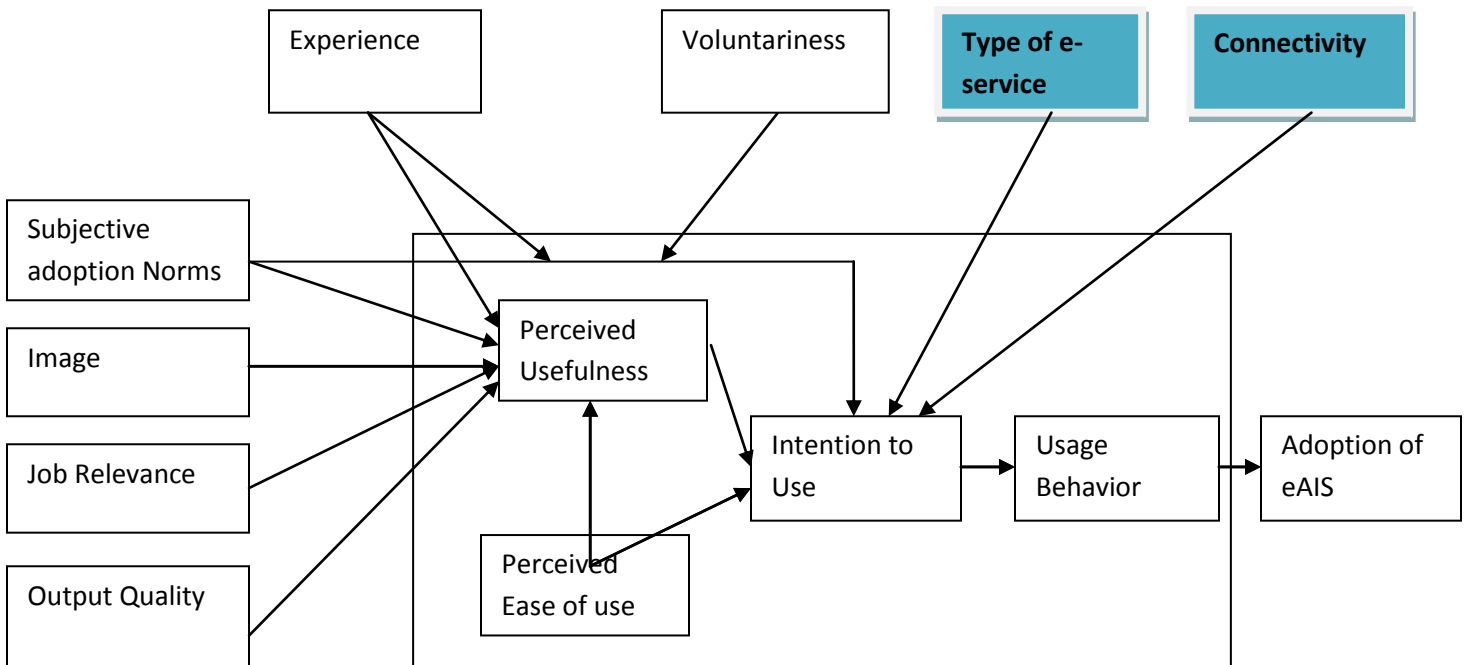 Experience
Voluntariness
Type of e-
service
Connectivity
Subjective
adoption Norms
Image
Job Relevance
Output Quality
Perceived
Usefulness
Perceived
Ease of use
Intention to
Use
Usage
Behavior
Adoption of
eAIS